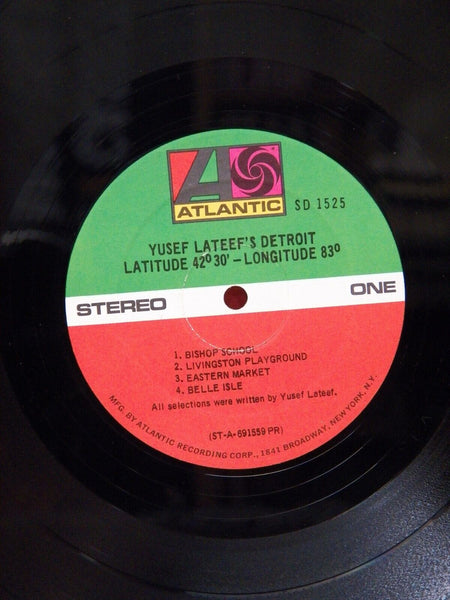 ATLANTIC
SD 1525
YUSEF LATEEF'S DETROIT
LATITUDE 42º 30' – LONGITUDE 83º
STEREO
ONE
1. BISHOP SCHOOL
2. LIVINGSTON PLAYGROUND
3. EASTERN MARKET
4. BELLE ISLE
All selections were written by Yusef Lateef.
(ST-A-691559 PR)
MFG. BY ATLANTIC RECORDING CORP., 1841 BROADWAY, NEW YORK, N.Y.